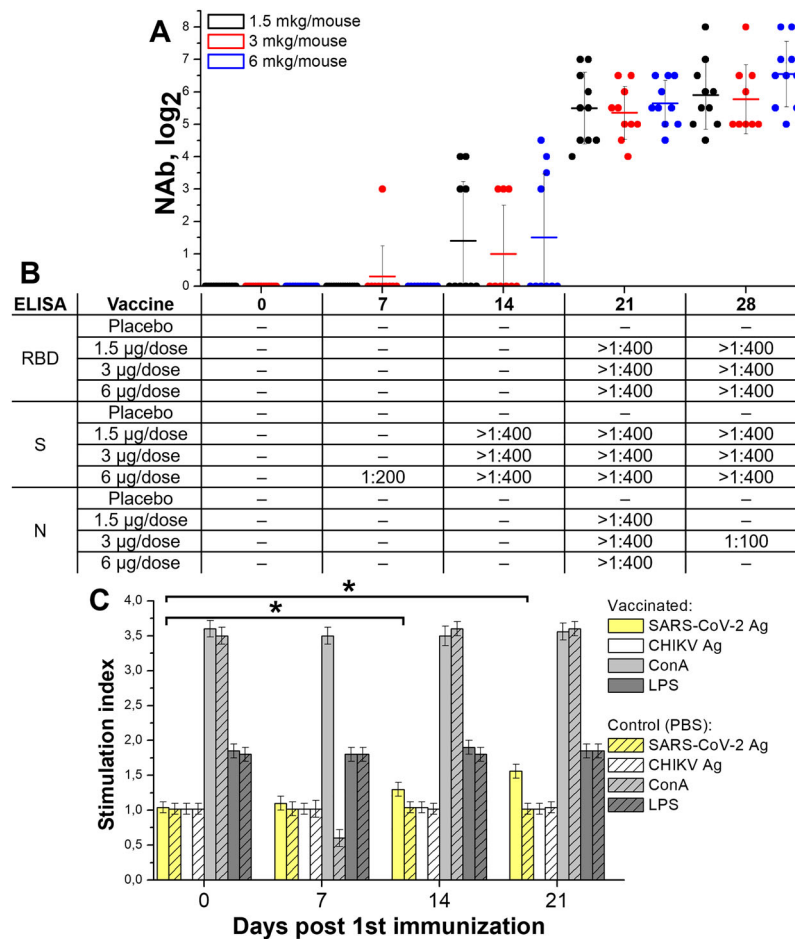 A
1.5 mkg/mouse
3 mkg/mouse
6 mkg/mouse
NAb, log2
8
7
6
5
4
3
2
1
0
B
ELISA Vaccine 0 7 14 21 28
RBD
Placebo – – – – –
1.5 µg/dose – – – >1:400 >1:400
3 µg/dose – – – >1:400 >1:400
6 µg/dose – – – >1:400 >1:400
S
Placebo – – – – –
1.5 µg/dose – – >1:400 >1:400 >1:400
3 µg/dose – – >1:400 >1:400 >1:400
6 µg/dose – 1:200 >1:400 >1:400 >1:400
N
Placebo – – – – –
1.5 µg/dose – – – >1:400 –
3 µg/dose – – – >1:400 1:100
6 µg/dose – – – >1:400 –
C
*
*
Stimulation index
4,0
3,5
3,0
2,5
2,0
1,5
1,0
0,5
0,0
0 7 14 21
Days post 1st immunization
Vaccinated:
SARS-CoV-2 Ag
CHIKV Ag
ConA
LPS
Control (PBS):
SARS-CoV-2 Ag
CHIKV Ag
ConA
LPS